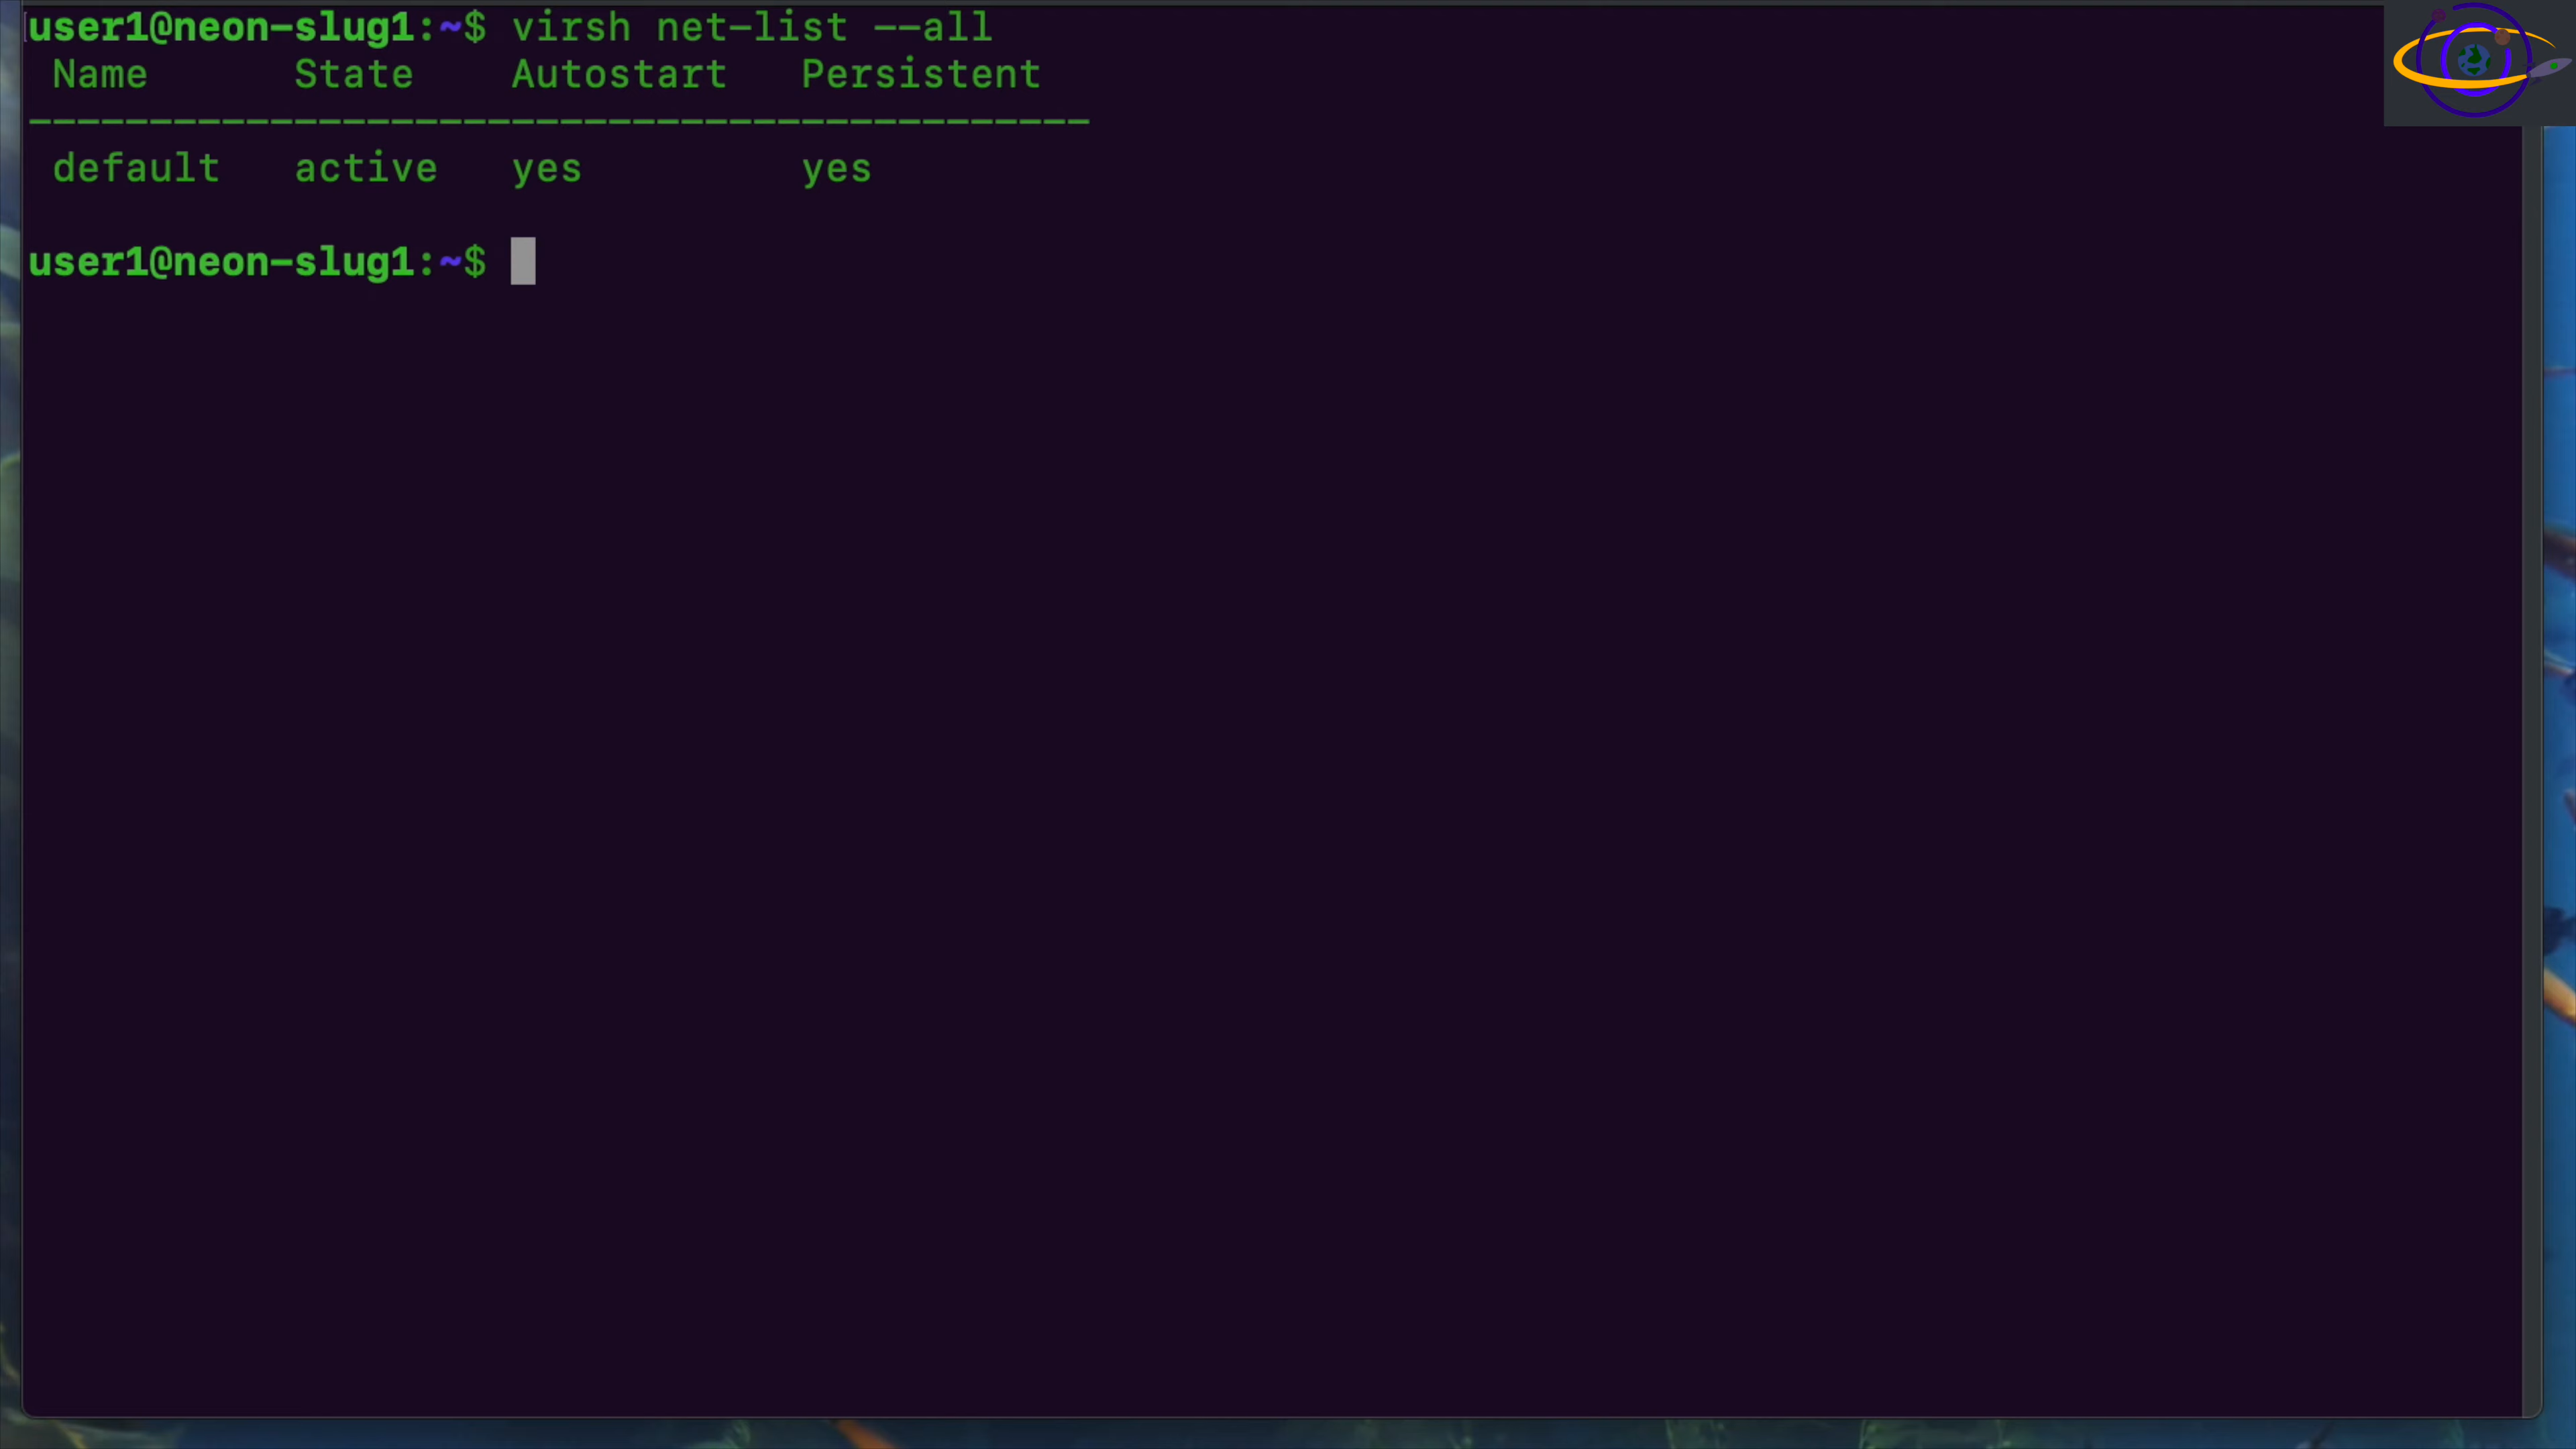 user1@neon-slug1:~$ virsh net-list --all
Name State Autostart Persistent
--------------------------------------------
default active yes yes
user1@neon-slug1:~$